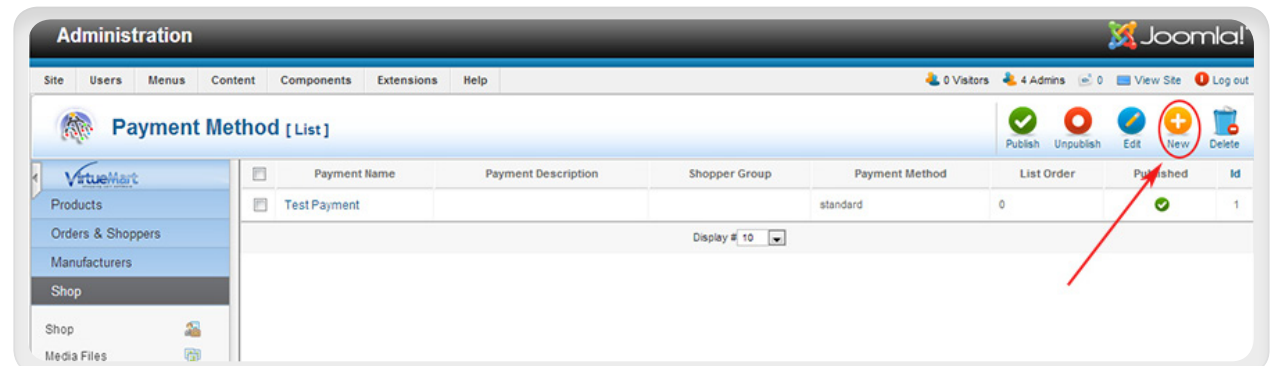 Administration
Joomla!
Site Users Menus Content Components Extensions Help 0 Visitors 4 Admins 0 View Site Log out
Payment Method [ List ]
Publish Unpublish Edit New Delete
VirtueMart
Payment Name Payment Description Shopper Group Payment Method List Order Published Id
Products
Test Payment standard 0 1
Orders & Shoppers
Display # 10
Manufacturers
Shop
Shop
Media Files